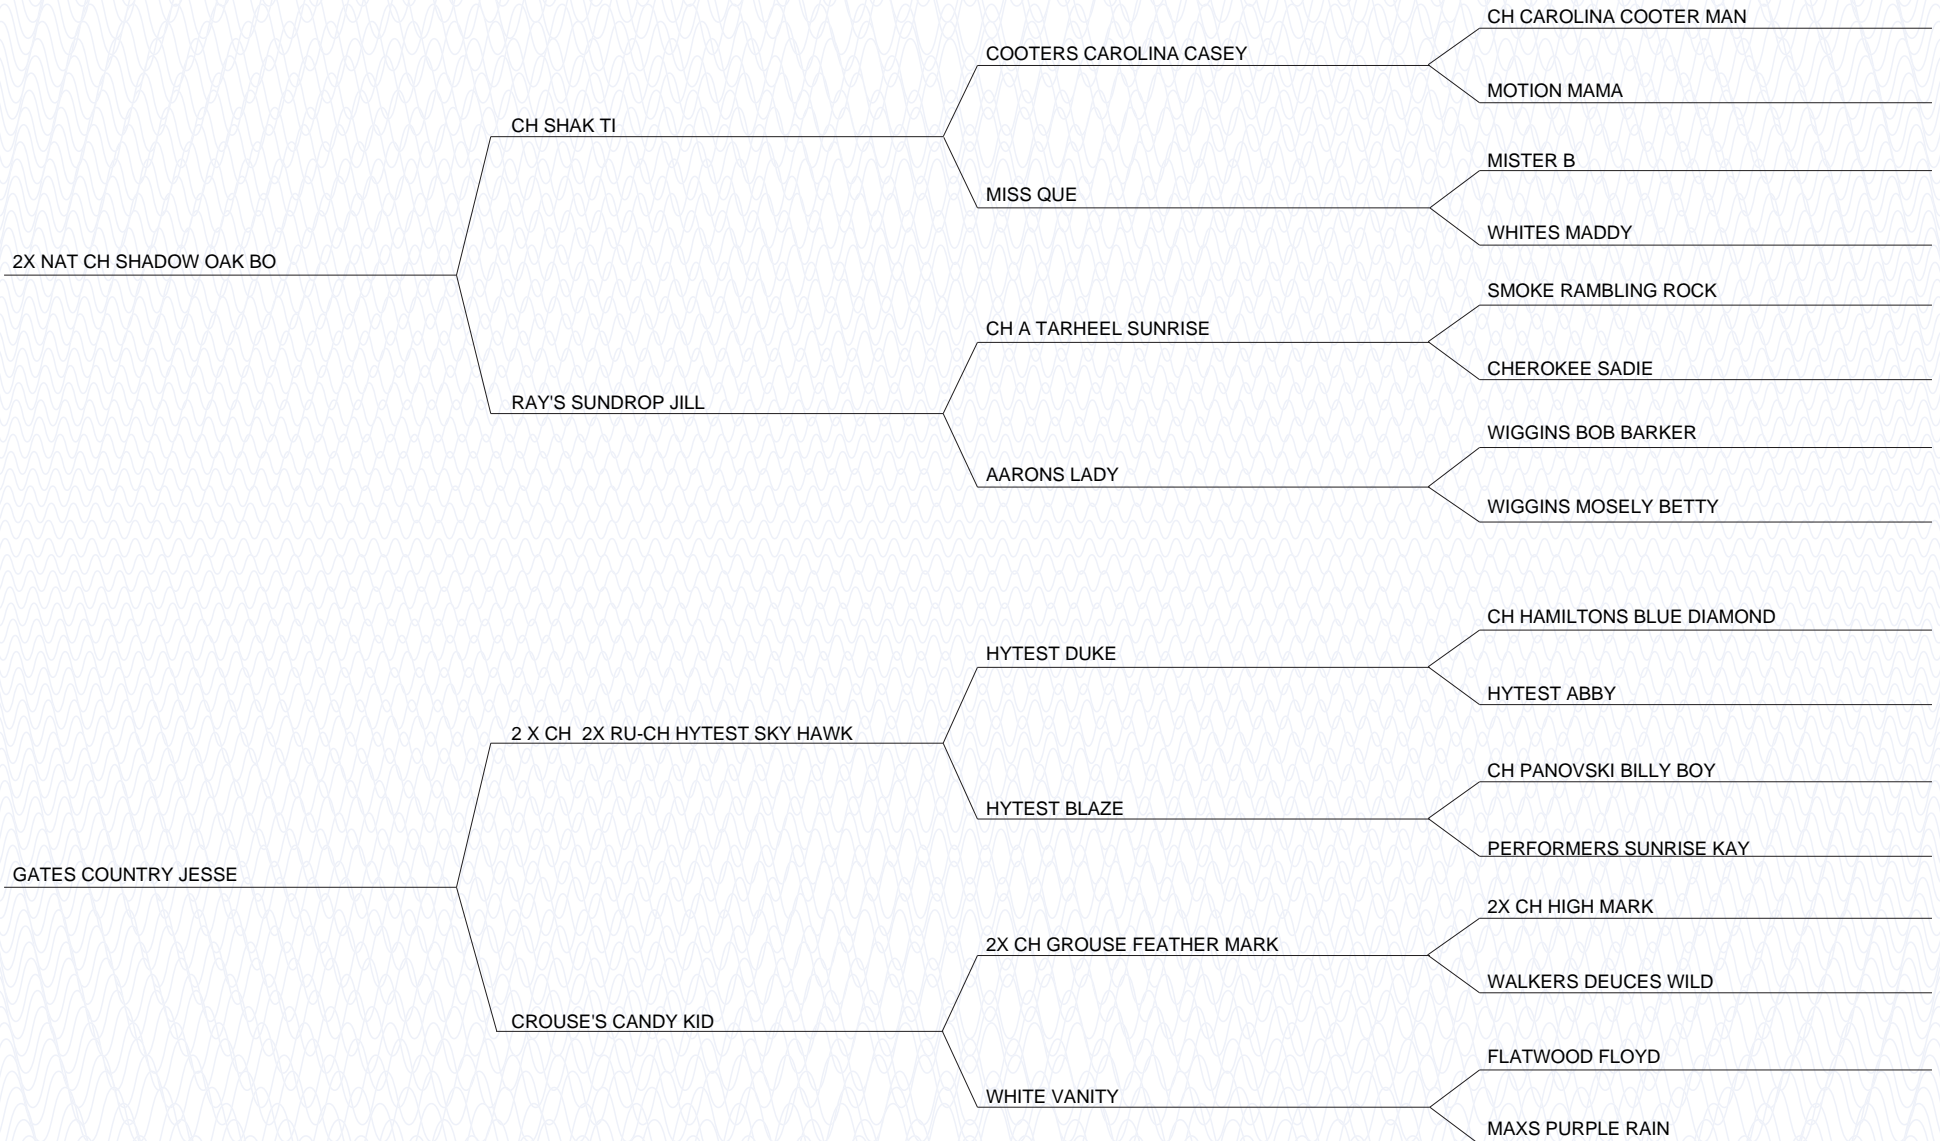 CH CAROLINA COOTER MAN
COOTERS CAROLINA CASEY
MOTION MAMA
CH SHAK TI
MISTER B
MISS QUE
WHITES MADDY
2X NAT CH SHADOW OAK BO
SMOKE RAMBLING ROCK
CH A TARHEEL SUNRISE
CHEROKEE SADIE
RAY'S SUNDROP JILL
WIGGINS BOB BARKER
AARONS LADY
WIGGINS MOSELY BETTY
CH HAMILTONS BLUE DIAMOND
HYTEST DUKE
HYTEST ABBY
2 X CH  2X RU-CH HYTEST SKY HAWK
CH PANOVSKI BILLY BOY
HYTEST BLAZE
PERFORMERS SUNRISE KAY
GATES COUNTRY JESSE
2X CH HIGH MARK
2X CH GROUSE FEATHER MARK
WALKERS DEUCES WILD
CROUSE'S CANDY KID
FLATWOOD FLOYD
WHITE VANITY
MAXS PURPLE RAIN